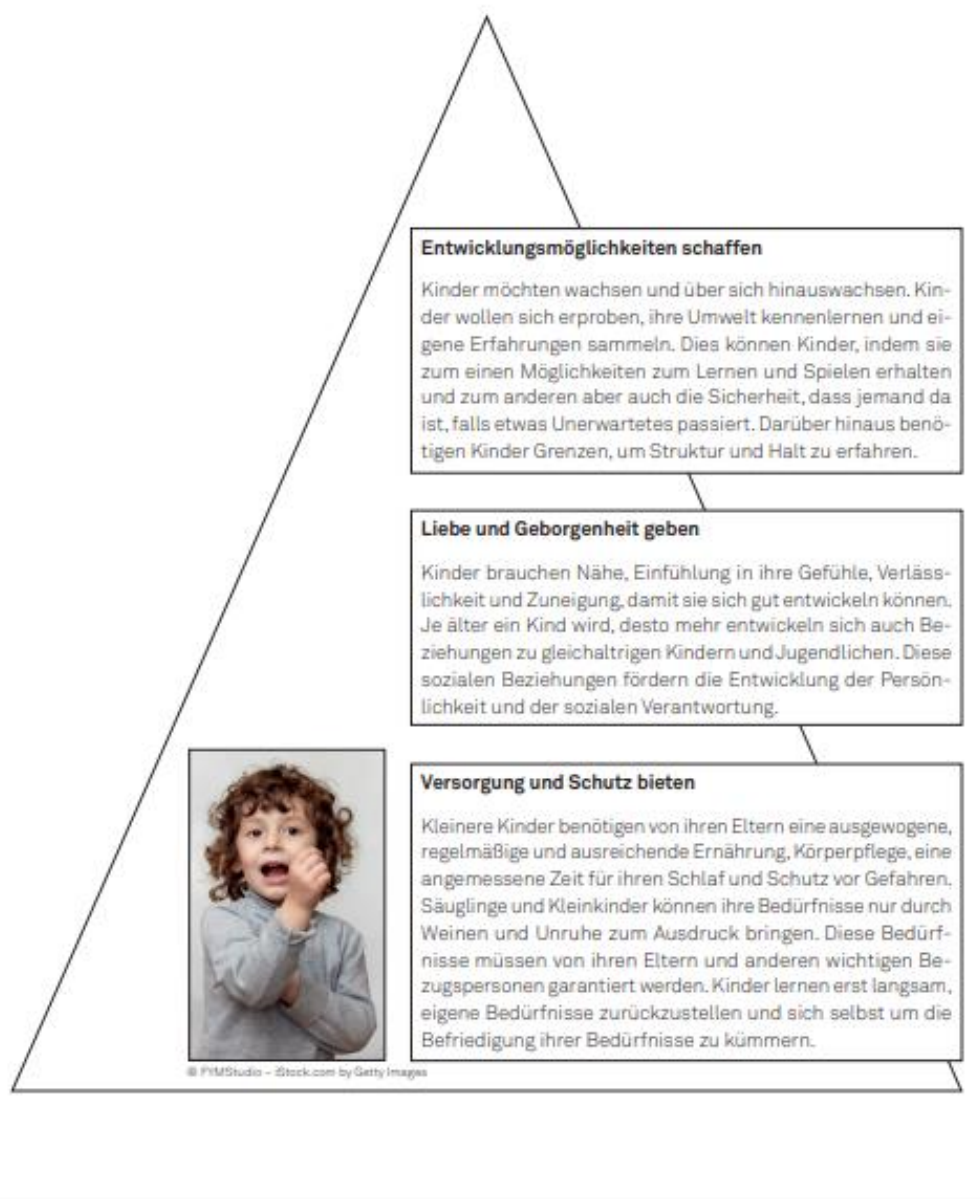 Entwicklungsmöglichkeiten schaffen
Kinder möchten wachsen und über sich hinauswachsen. Kin-
der wollen sich erproben, ihre Umwelt kennenlernen und ei-
gene Erfahrungen sammeln. Dies können Kinder, indem sie
zum einen Möglichkeiten zum Lernen und Spielen erhalten
und zum anderen aber auch die Sicherheit, dass jemand da
ist, falls etwas Unerwartetes passiert. Darüber hinaus benö-
tigen Kinder Grenzen, um Struktur und Halt zu erfahren.
Liebe und Geborgenheit geben
Kinder brauchen Nähe, Einfühlung in ihre Gefühle, Verläss-
lichkeit und Zuneigung, damit sie sich gut entwickeln können.
Je älter ein Kind wird, desto mehr entwickeln sich auch Be-
ziehungen zu gleichaltrigen Kindern und Jugendlichen. Diese
sozialen Beziehungen fördern die Entwicklung der Persön-
lichkeit und der sozialen Verantwortung.
Versorgung und Schutz bieten
Kleinere Kinder benötigen von ihren Eltern eine ausgewogene,
regelmäßige und ausreichende Ernährung, Körperpflege, eine
angemessene Zeit für ihren Schlaf und Schutz vor Gefahren.
Säuglinge und Kleinkinder können ihre Bedürfnisse nur durch
Weinen und Unruhe zum Ausdruck bringen. Diese Bedürf-
nisse müssen von ihren Eltern und anderen wichtigen Be-
zugspersonen garantiert werden. Kinder lernen erst langsam,
eigene Bedürfnisse zurückzustellen und sich selbst um die
Befriedigung ihrer Bedürfnisse zu kümmern.
© FYMStudio – iStock.com by Getty Images